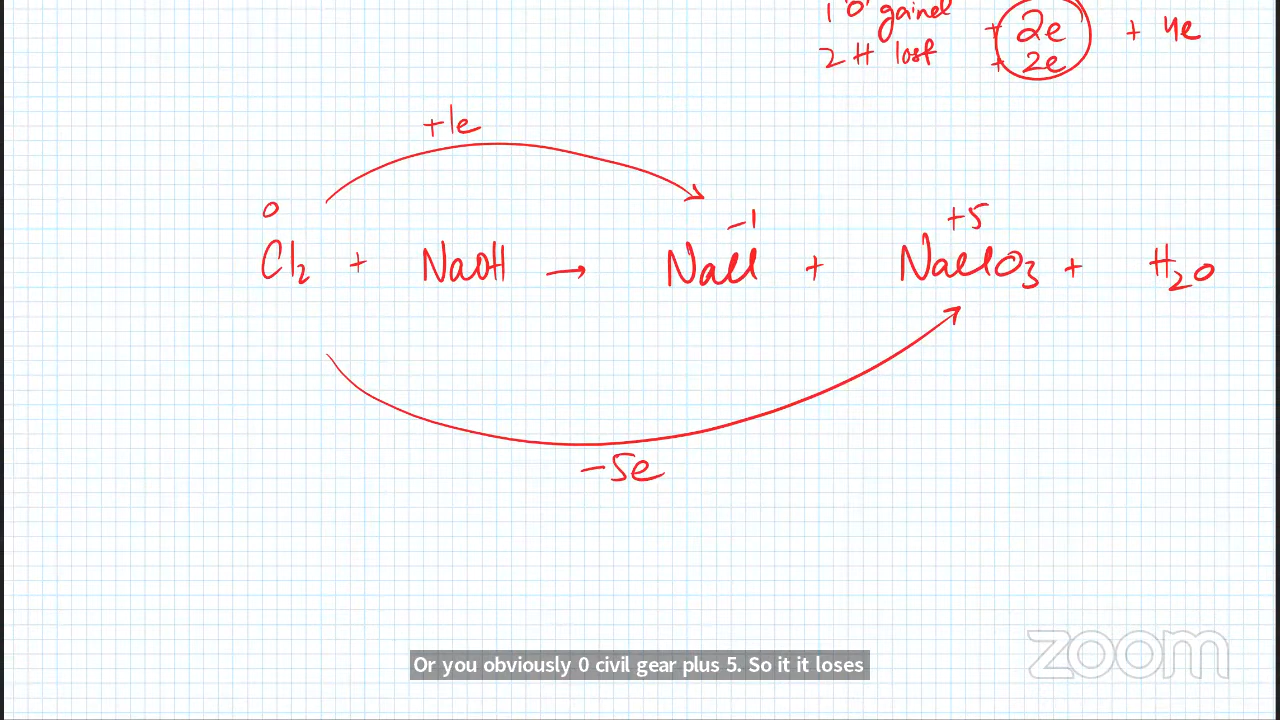 1 'O' gained + 2e + 4e
2 H lost + 2e
+1e
0 -1 +5
Cl₂ + NaOH → NaCl + NaClO₃ + H₂O
-5e
zoom
Or you obviously 0 civil gear plus 5. So it it loses